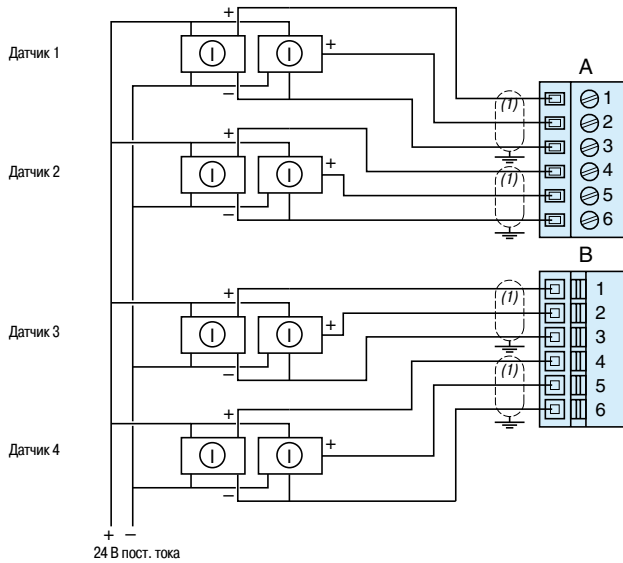 +
Датчик 1
I I
+
−
A
(1)
1
2
3
+
Датчик 2
I I
+
−
(1)
4
5
6
B
+
Датчик 3
I I
+
−
(1)
1
2
3
+
Датчик 4
I I
+
−
(1)
4
5
6
+ −
24 В пост. тока